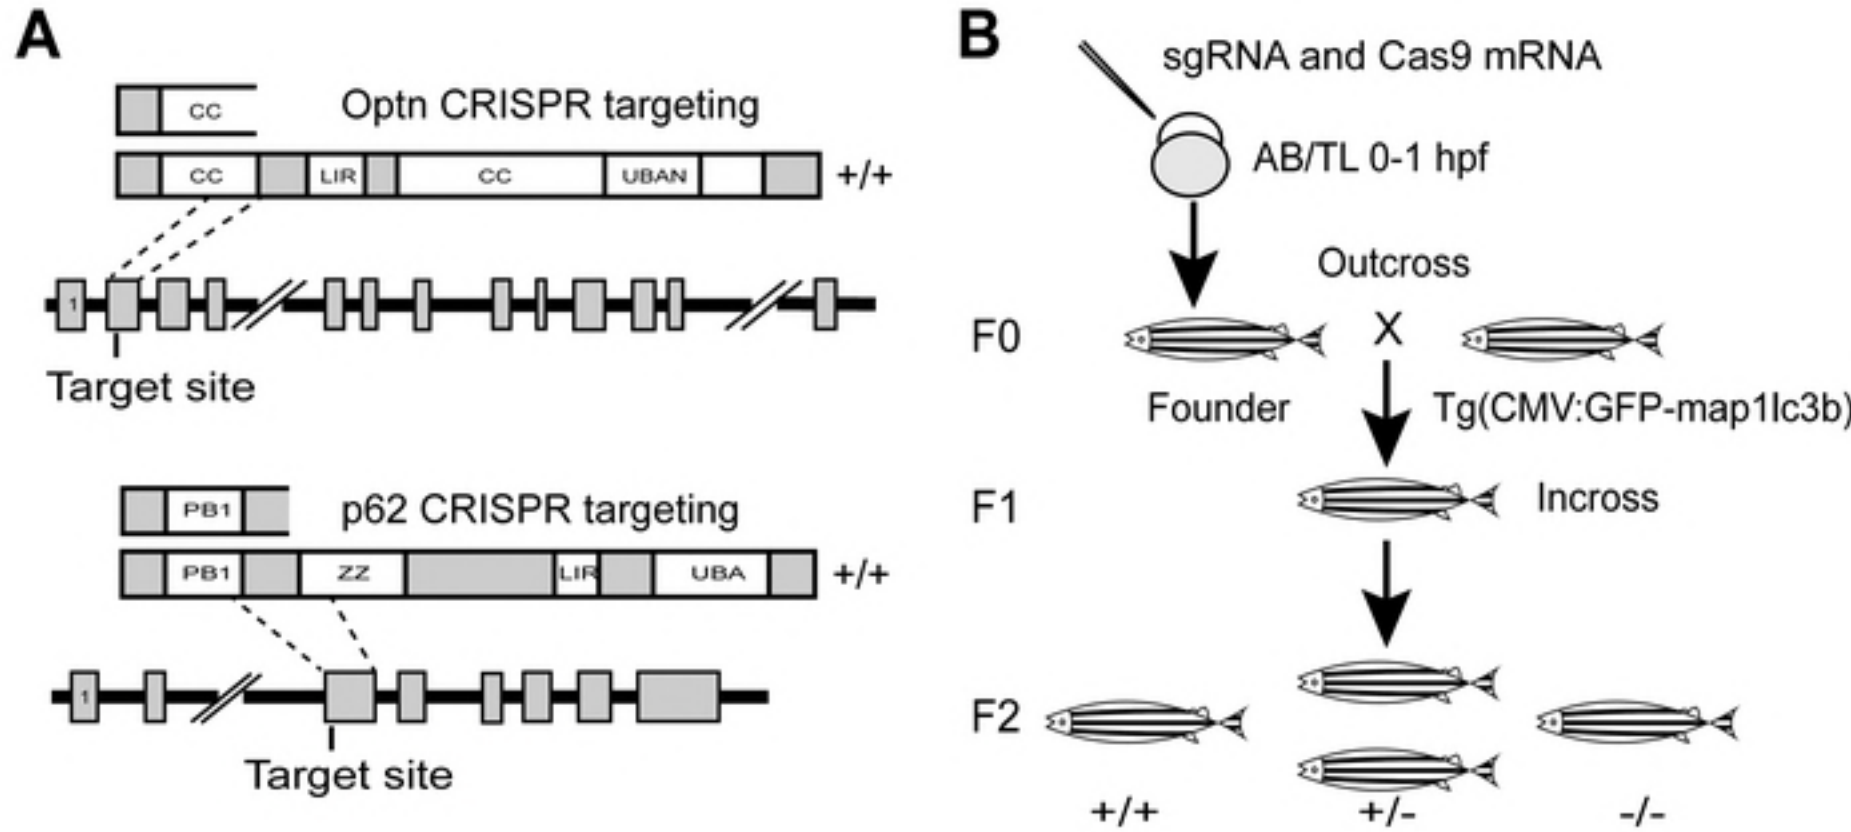 A
CC
Optn CRISPR targeting
CC LIR CC UBAN +/+
1
Target site
PB1
p62 CRISPR targeting
PB1 ZZ LIR UBA +/+
1
Target site
B
sgRNA and Cas9 mRNA
AB/TL 0-1 hpf
Outcross
F0 X
Founder Tg(CMV:GFP-map1lc3b)
F1 Incross
F2
+/+ +/- -/-